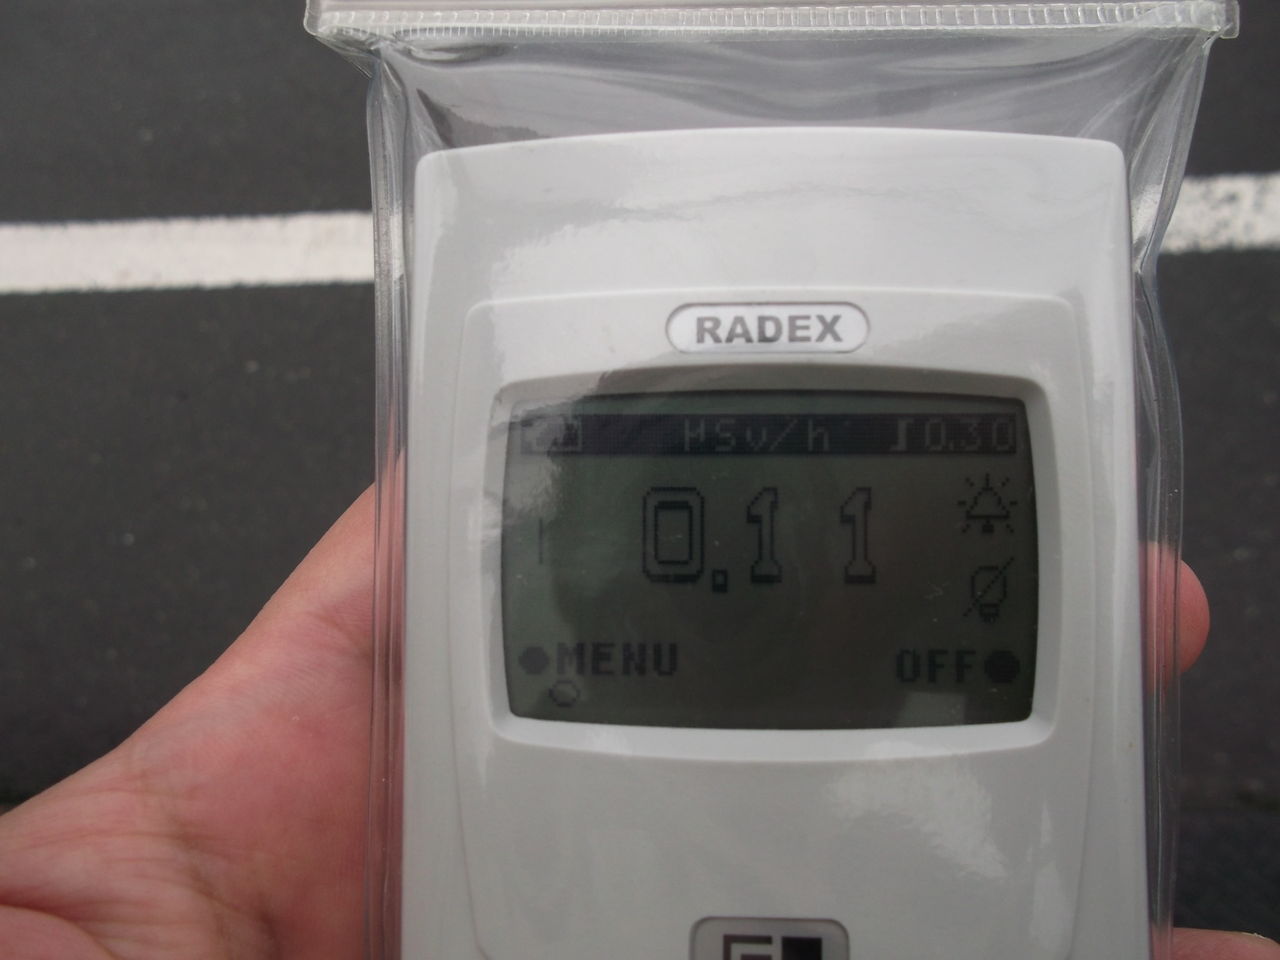 RADEX
µSv/h 0.30
0.11
MENU OFF